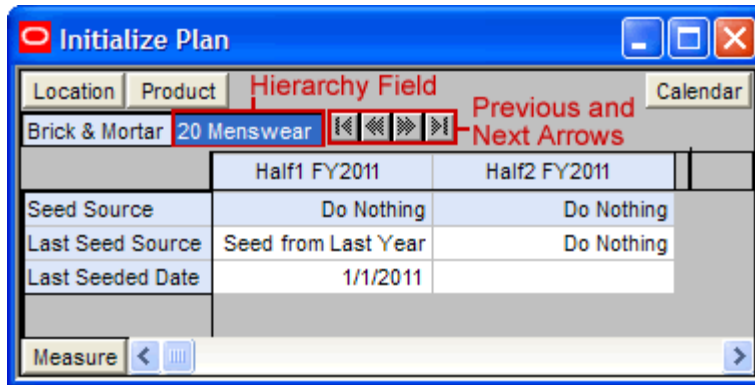 Initialize Plan
Location Product Hierarchy Field Calendar
Brick & Mortar 20 Menswear Previous and
Next Arrows
Half1 FY2011 Half2 FY2011
Seed Source Do Nothing Do Nothing
Last Seed Source Seed from Last Year Do Nothing
Last Seeded Date 1/1/2011
Measure